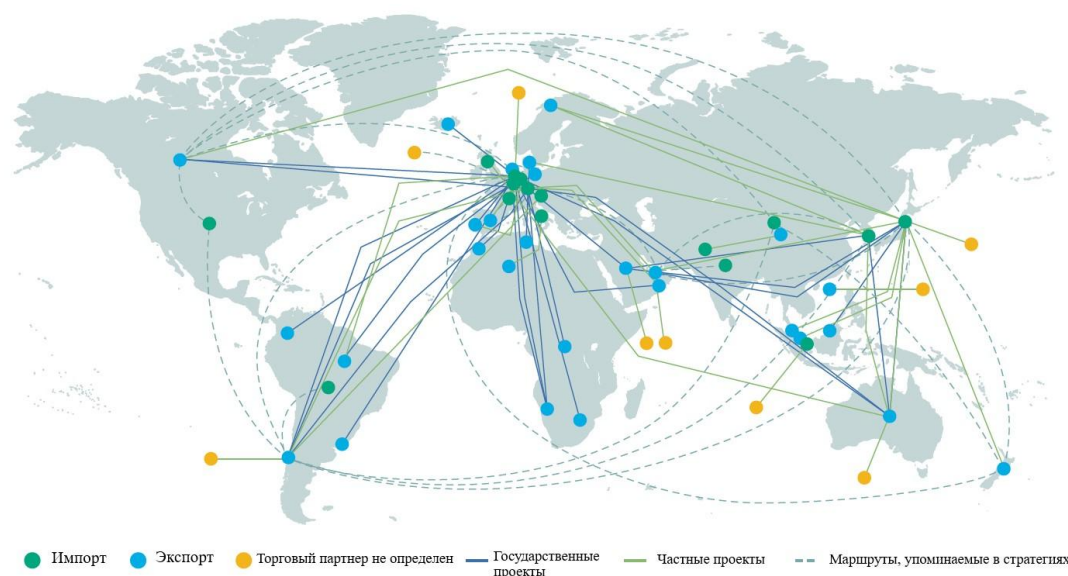 Импорт
Экспорт
Торговый партнер не определен
Государственные
проекты
Частные проекты
Маршруты, упоминаемые в стратегиях